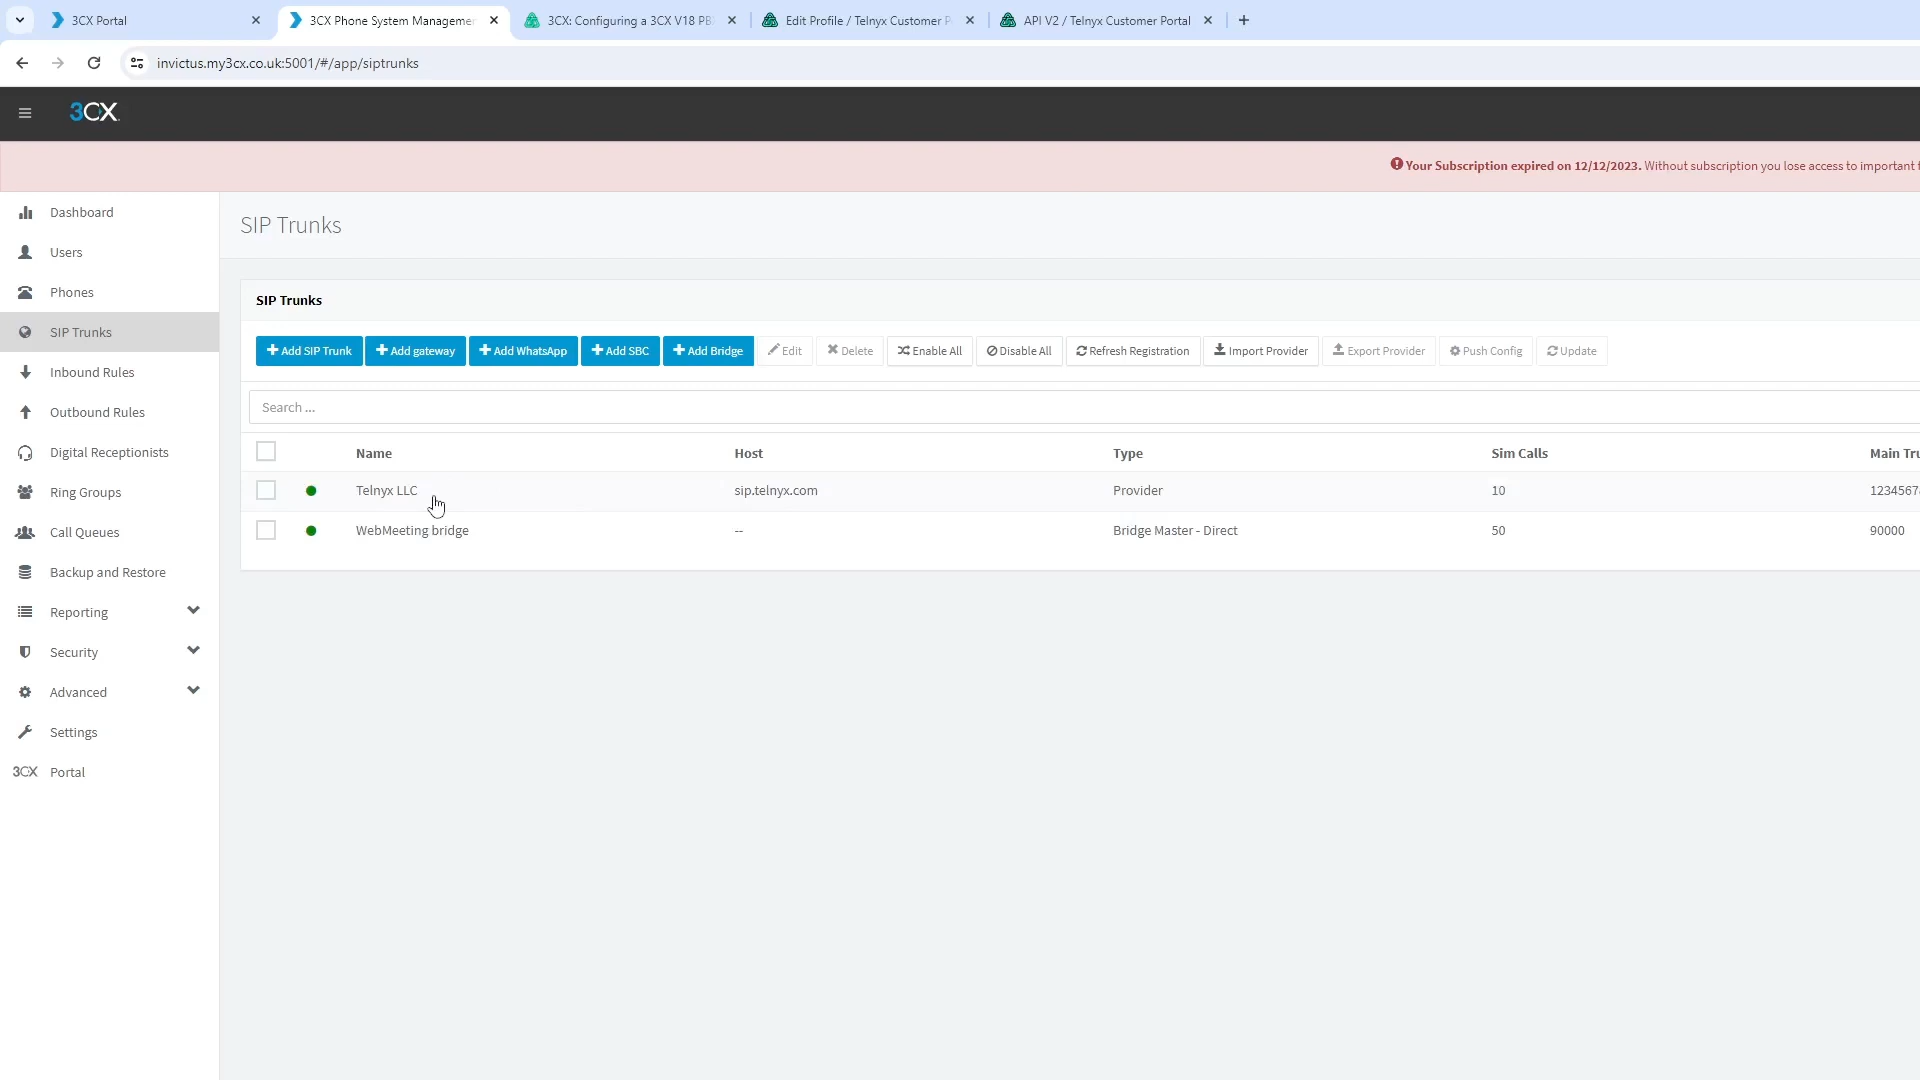 3CX Portal
3CX Phone System Managemen
3CX: Configuring a 3CX V18 PB
Edit Profile / Telnyx Customer P
API V2 / Telnyx Customer Portal
invictus.my3cx.co.uk:5001/#/app/siptrunks
3CX
Your Subscription expired on 12/12/2023. Without subscription you lose access to important f
Dashboard
Users
Phones
SIP Trunks
Inbound Rules
Outbound Rules
Digital Receptionists
Ring Groups
Call Queues
Backup and Restore
Reporting
Security
Advanced
Settings
3CX Portal
SIP Trunks
SIP Trunks
Add SIP Trunk Add gateway Add WhatsApp Add SBC Add Bridge Edit Delete Enable All Disable All Refresh Registration Import Provider Export Provider Push Config Update
Search ...
Name Host Type Sim Calls Main Tru
Telnyx LLC sip.telnyx.com Provider 10 1234567
WebMeeting bridge -- Bridge Master - Direct 50 90000